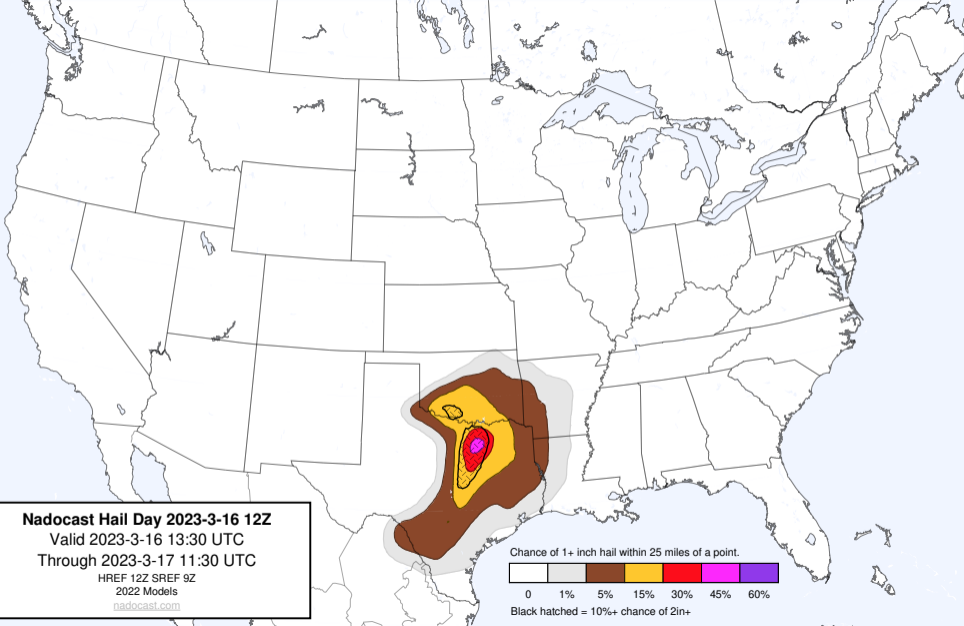 Nadocast Hail Day 2023-3-16 12Z
Valid 2023-3-16 13:30 UTC
Through 2023-3-17 11:30 UTC
HREF 12Z SREF 9Z
2022 Models
nadocast.com
Chance of 1+ inch hail within 25 miles of a point.
0 1% 5% 15% 30% 45% 60%
Black hatched = 10%+ chance of 2in+